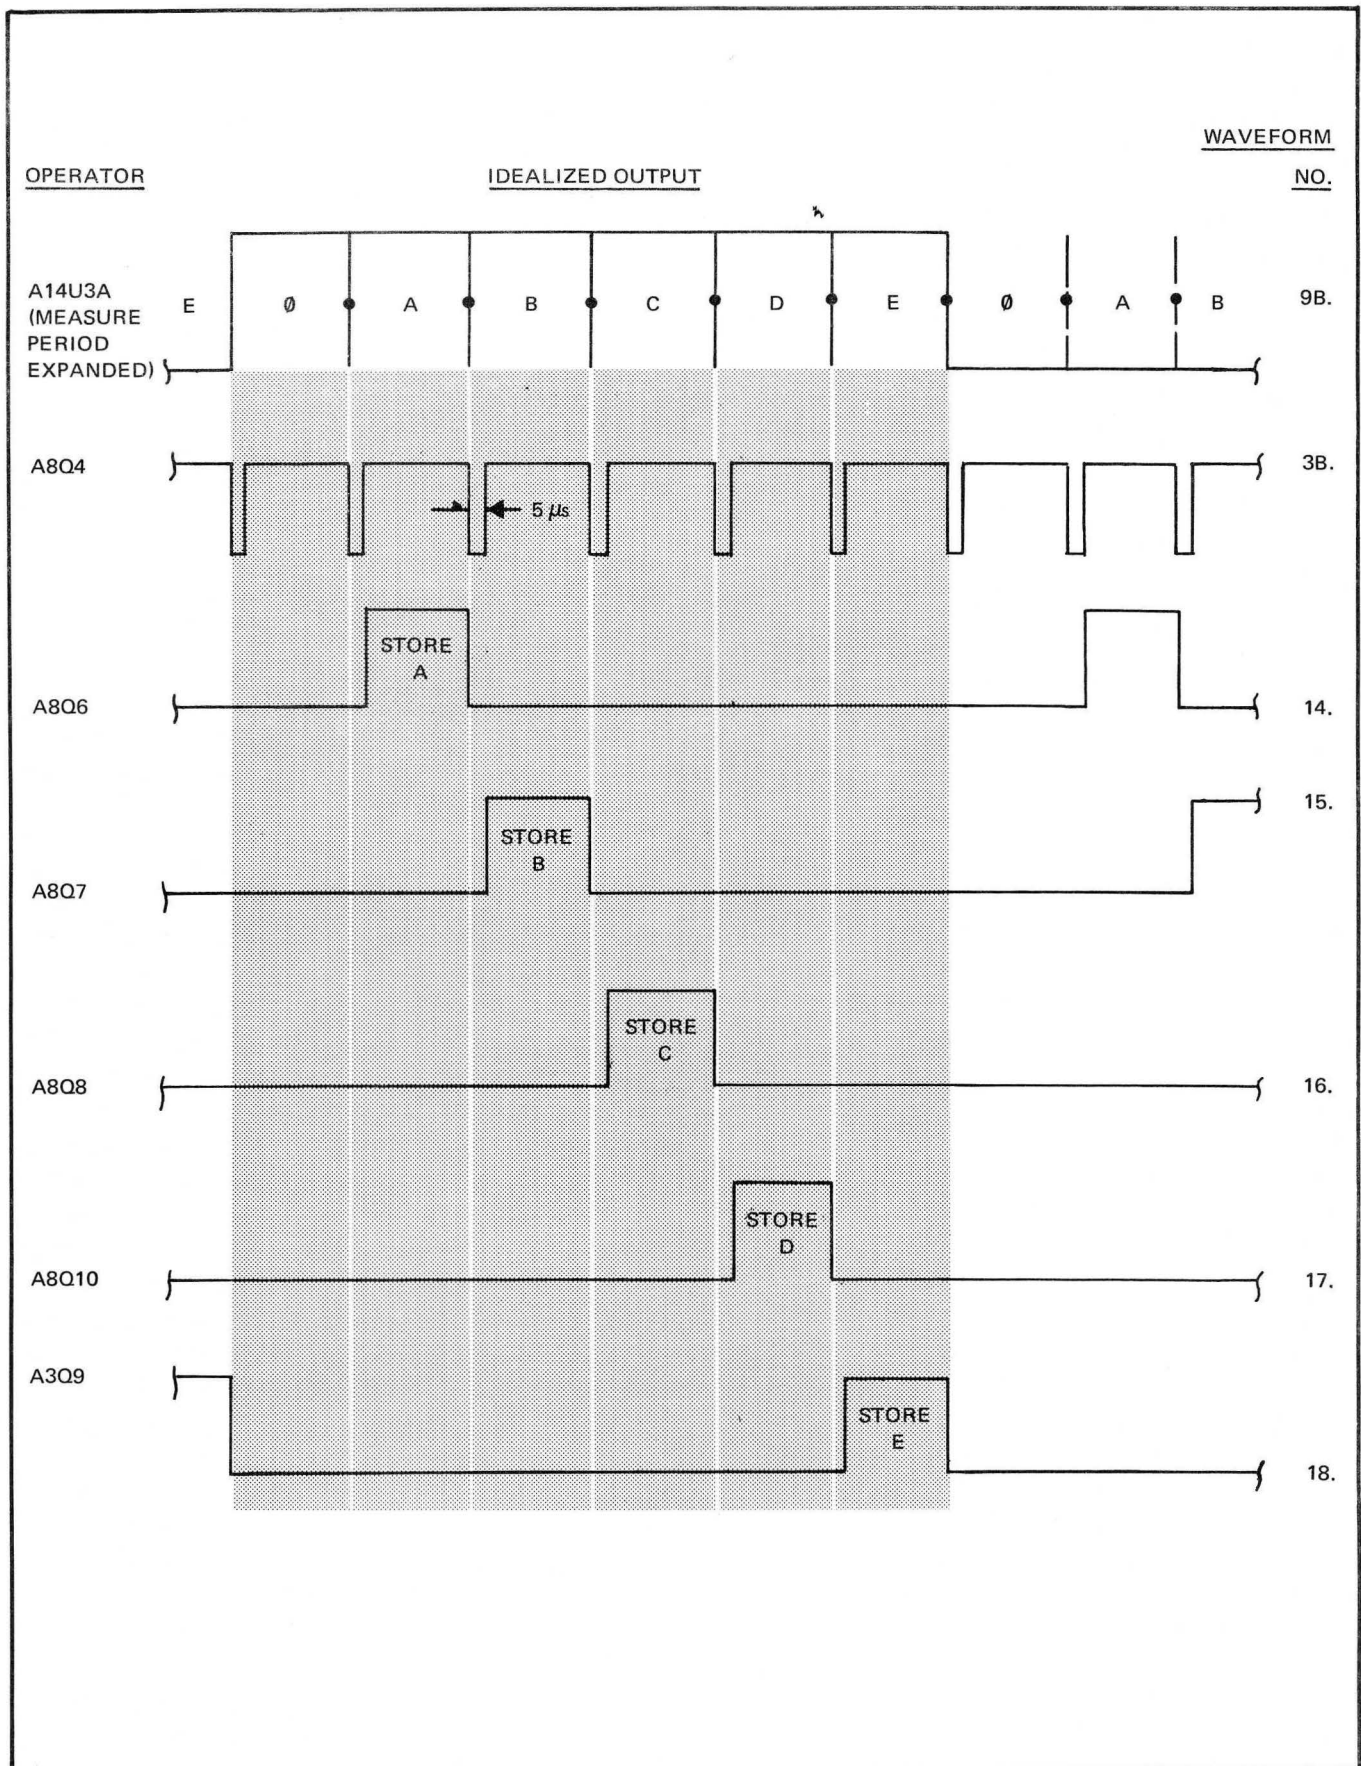 WAVEFORM
OPERATOR IDEALIZED OUTPUT NO.
A14U3A
(MEASURE
PERIOD
EXPANDED)
E Ø A B C D E Ø A B 9B.
A8Q4 3B.
5 µs
STORE
A
A8Q6 14.
15.
STORE
B
A8Q7
STORE
C
A8Q8 16.
STORE
D
A8Q10 17.
A3Q9
STORE
E
18.